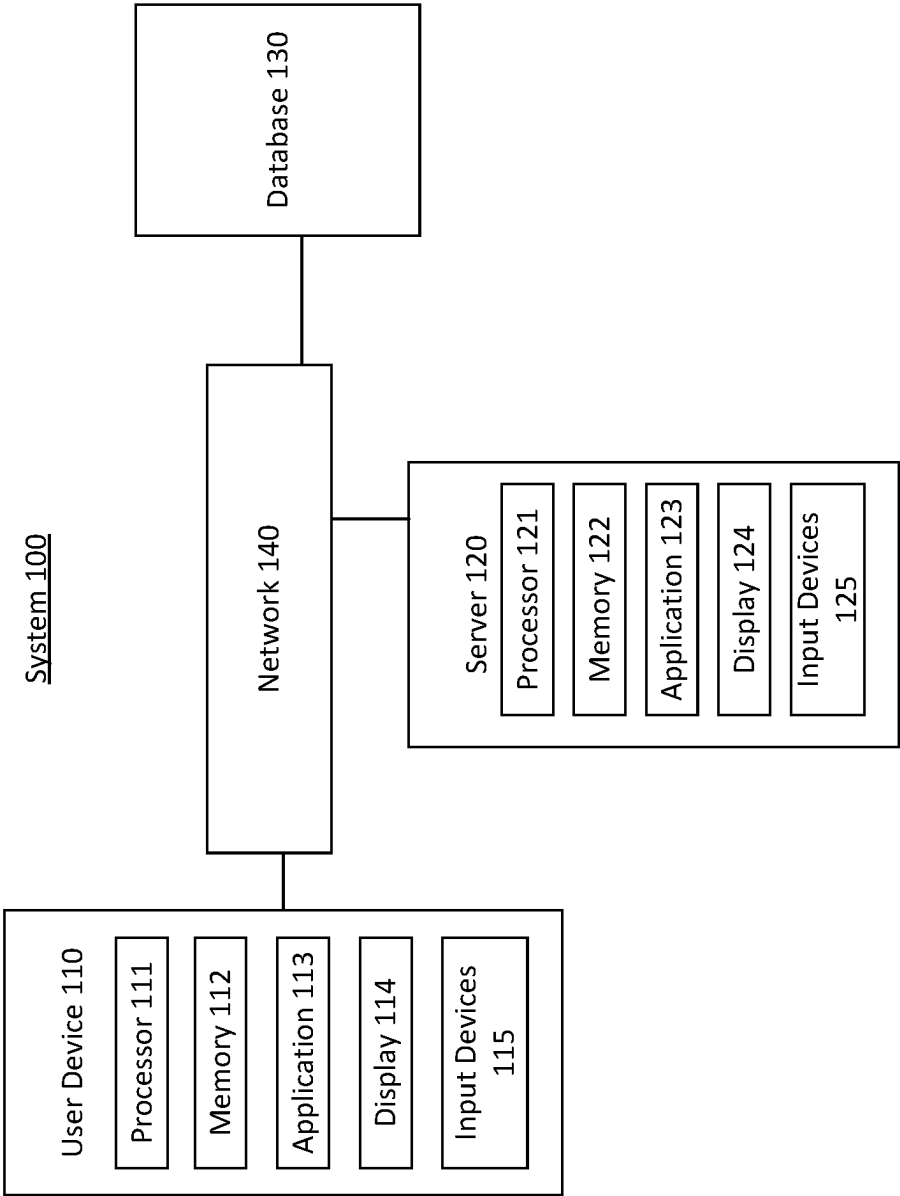 System 100
User Device 110
Processor 111
Memory 112
Application 113
Display 114
Input Devices
115
Network 140
Server 120
Processor 121
Memory 122
Application 123
Display 124
Input Devices
125
Database 130